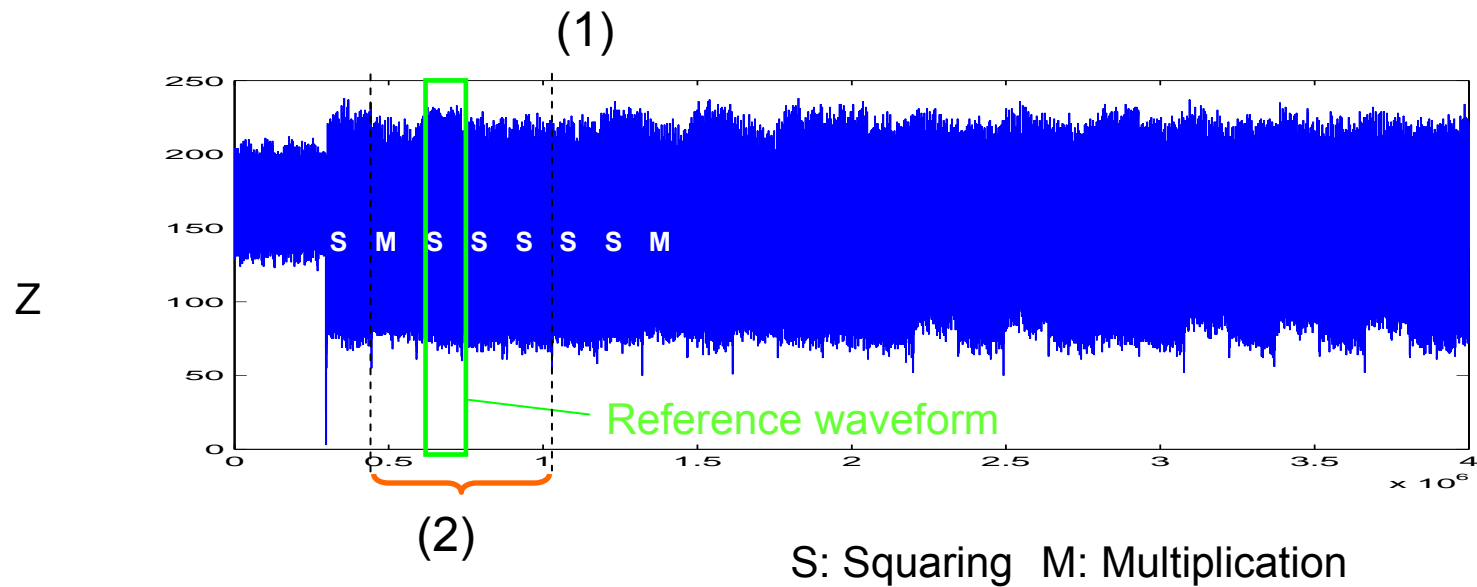 (1)
250
200
150
100
50
0
Z
S M S S S S S M
Reference waveform
0 0.5 1 1.5 2 2.5 3 3.5 4
x 10^6
(2)
S: Squaring M: Multiplication